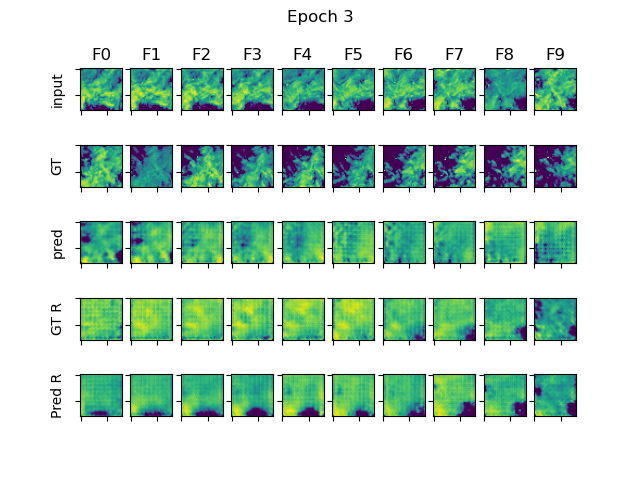 Epoch 3
F0 F1 F2 F3 F4 F5 F6 F7 F8 F9
input
GT
pred
GT R
Pred R